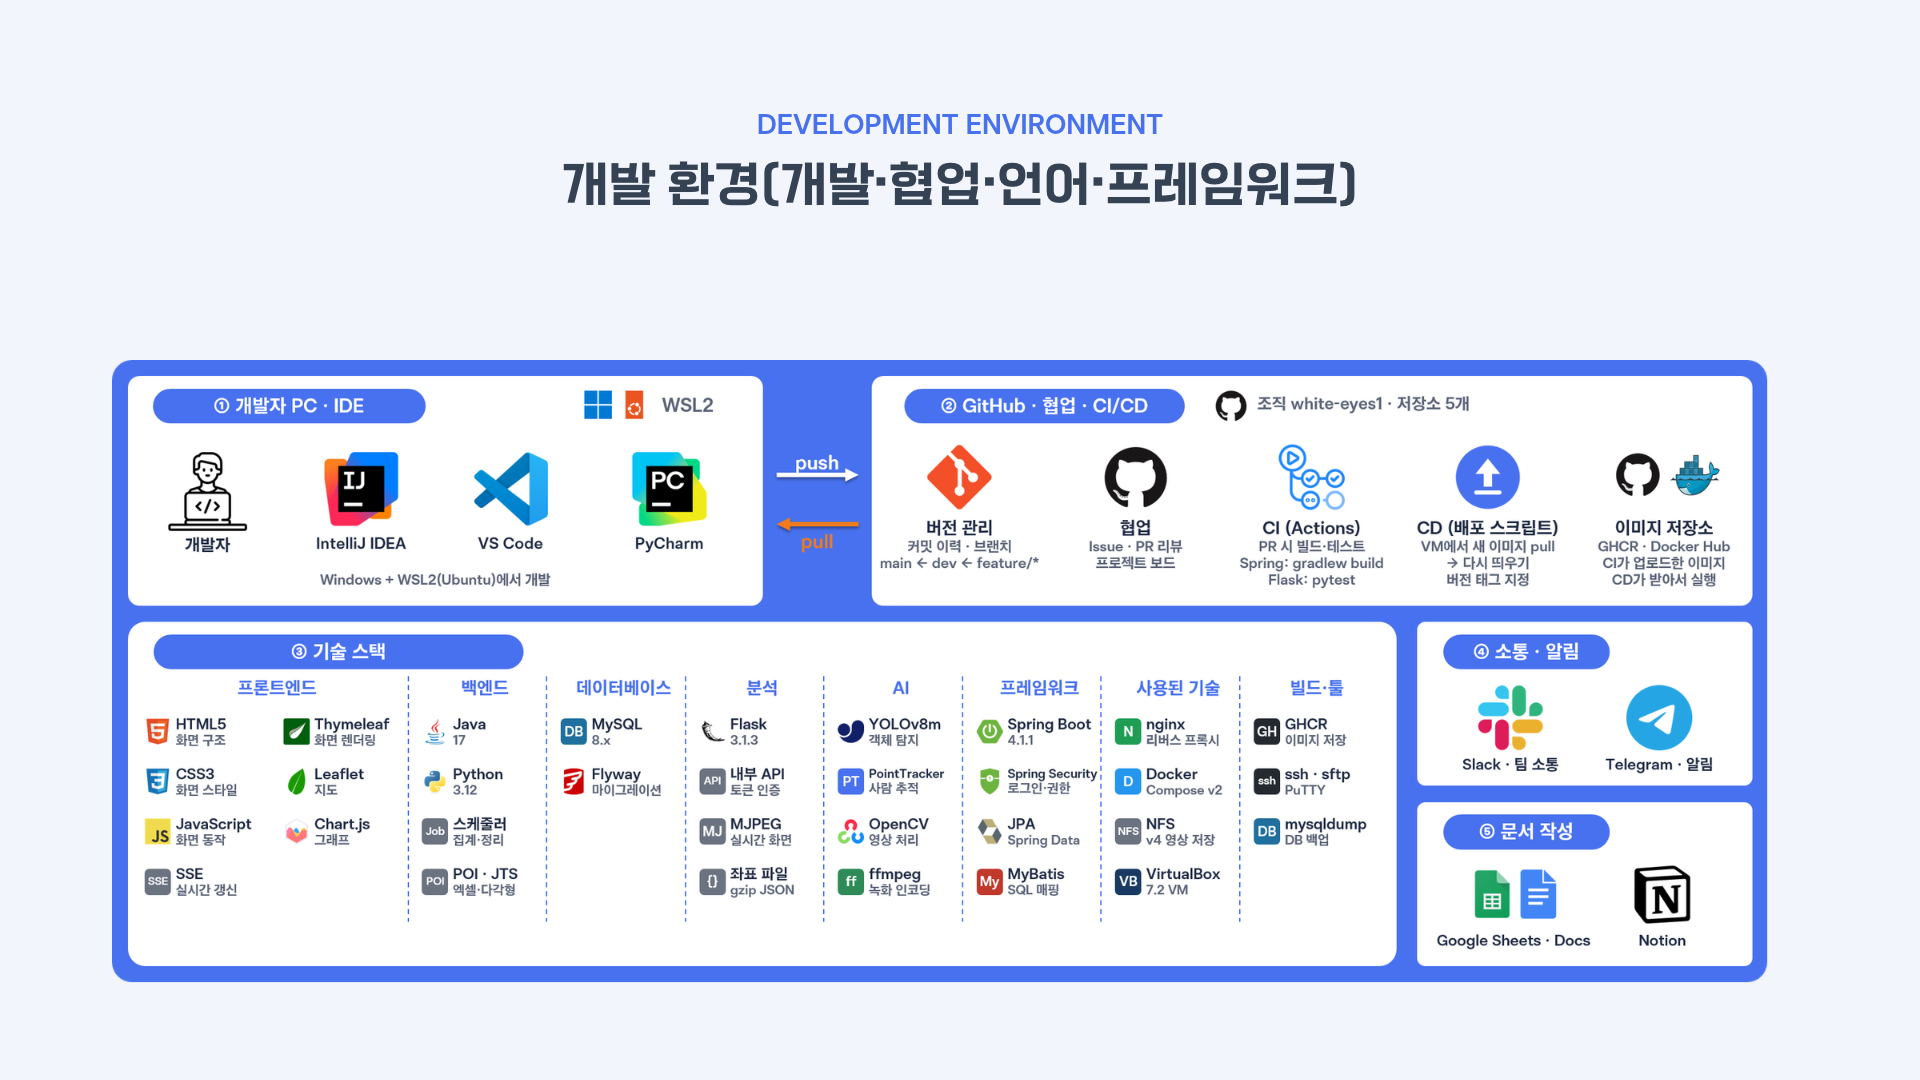 DEVELOPMENT ENVIRONMENT
개발 환경(개발·협업·언어·프레임워크)
① 개발자 PC · IDE
WSL2
개발자
IJ
IntelliJ IDEA
VS Code
PC
PyCharm
Windows + WSL2(Ubuntu)에서 개발
push
pull
② GitHub · 협업 · CI/CD
조직 white-eyes1 · 저장소 5개
버전 관리
커밋 이력 · 브랜치
main ← dev ← feature/*
협업
Issue · PR 리뷰
프로젝트 보드
CI (Actions)
PR 시 빌드·테스트
Spring: gradlew build
Flask: pytest
CD (배포 스크립트)
VM에서 새 이미지 pull
→ 다시 띄우기
버전 태그 지정
이미지 저장소
GHCR · Docker Hub
CI가 업로드한 이미지
CD가 받아서 실행
③ 기술 스택
프론트엔드
HTML5
화면 구조
Thymeleaf
화면 렌더링
CSS3
화면 스타일
Leaflet
지도
JS
JavaScript
화면 동작
Chart.js
그래프
SSE
SSE
실시간 갱신
백엔드
Java
17
Python
3.12
Job
스케줄러
집계·정리
POI
POI · JTS
엑셀·다각형
데이터베이스
DB
MySQL
8.x
Flyway
마이그레이션
분석
Flask
3.1.3
API
내부 API
토큰 인증
MJ
MJPEG
실시간 화면
{}
좌표 파일
gzip JSON
AI
YOLOv8m
객체 탐지
PT
PointTracker
사람 추적
OpenCV
영상 처리
ff
ffmpeg
녹화 인코딩
프레임워크
Spring Boot
4.1.1
Spring Security
로그인·권한
JPA
Spring Data
My
MyBatis
SQL 매핑
사용된 기술
N
nginx
리버스 프록시
D
Docker
Compose v2
NFS
NFS
v4 영상 저장
VB
VirtualBox
7.2 VM
빌드·툴
GH
GHCR
이미지 저장
ssh
ssh · sftp
PuTTY
DB
mysqldump
DB 백업
④ 소통 · 알림
Slack · 팀 소통
Telegram · 알림
⑤ 문서 작성
Google Sheets · Docs
N
Notion